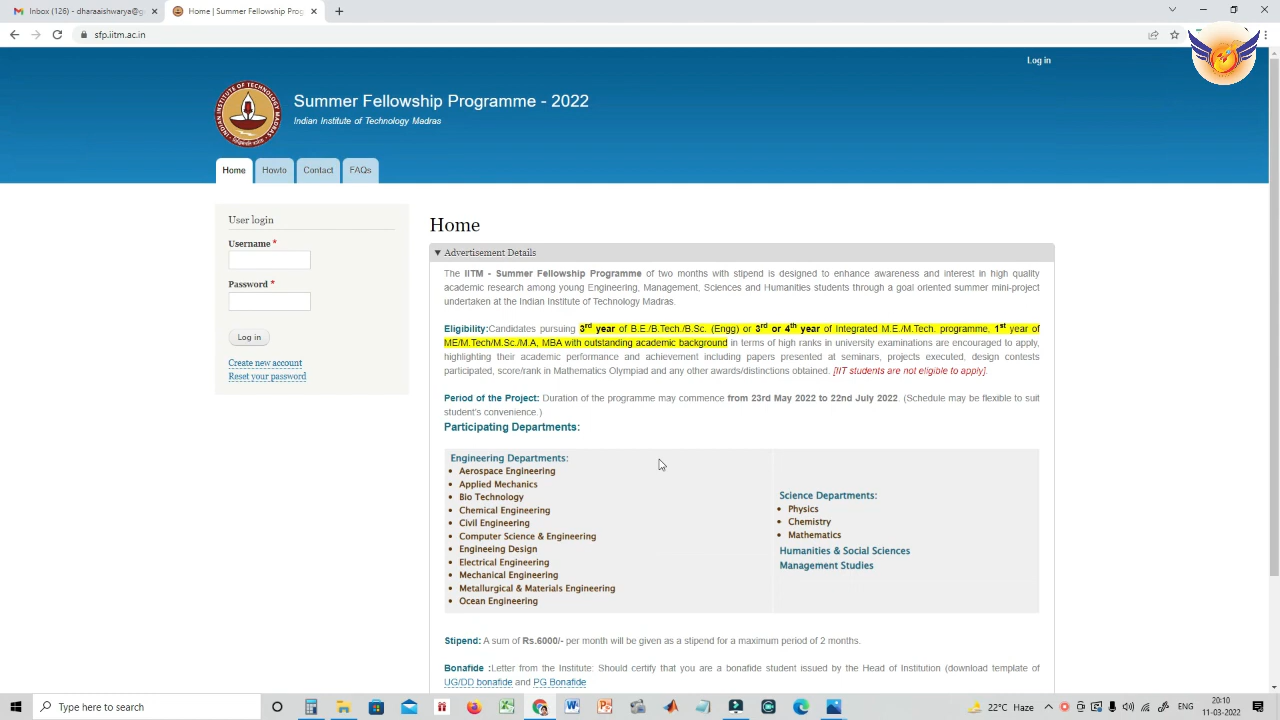 Inbox (126) - dharaaishwarya@g
Home | Summer Fellowship Prog
sfp.iitm.ac.in
Log in
Summer Fellowship Programme - 2022
Indian Institute of Technology Madras
Home
Howto
Contact
FAQs
User login
Username *
Password *
Log in
Create new account
Reset your password
Home
▼ Advertisement Details
The IITM - Summer Fellowship Programme of two months with stipend is designed to enhance awareness and interest in high quality
academic research among young Engineering, Management, Sciences and Humanities students through a goal oriented summer mini-project
undertaken at the Indian Institute of Technology Madras.
Eligibility:Candidates pursuing 3rd year of B.E./B.Tech./B.Sc. (Engg) or 3rd or 4th year of Integrated M.E./M.Tech. programme, 1st year of
ME/M.Tech/M.Sc./M.A, MBA with outstanding academic background in terms of high ranks in university examinations are encouraged to apply,
highlighting their academic performance and achievement including papers presented at seminars, projects executed, design contests
participated, score/rank in Mathematics Olympiad and any other awards/distinctions obtained. [IIT students are not eligible to apply].
Period of the Project: Duration of the programme may commence from 23rd May 2022 to 22nd July 2022. (Schedule may be flexible to suit
student's convenience.)
Participating Departments:
Engineering Departments:
Aerospace Engineering
Applied Mechanics
Bio Technology
Chemical Engineering
Civil Engineering
Computer Science & Engineering
Engineeing Design
Electrical Engineering
Mechanical Engineering
Metallurgical & Materials Engineering
Ocean Engineering
Science Departments:
Physics
Chemistry
Mathematics
Humanities & Social Sciences
Management Studies
Stipend: A sum of Rs.6000/- per month will be given as a stipend for a maximum period of 2 months.
Bonafide :Letter from the Institute: Should certify that you are a bonafide student issued by the Head of Institution (download template of
UG/DD bonafide and PG Bonafide
Type here to search
22°C Haze
20:10
11-03-2022